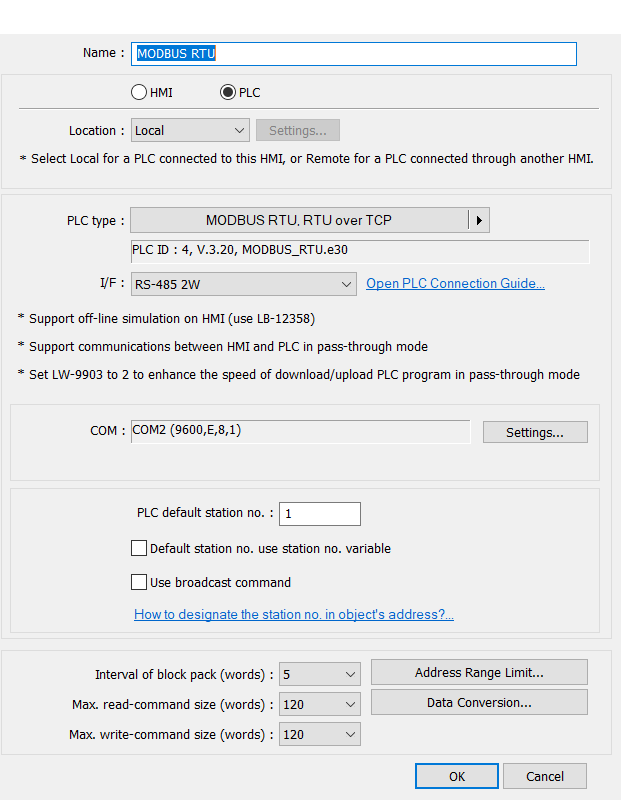 Name : MODBUS RTU
HMI PLC
Location : Local Settings...
* Select Local for a PLC connected to this HMI, or Remote for a PLC connected through another HMI.
PLC type : MODBUS RTU, RTU over TCP
PLC ID : 4, V.3.20, MODBUS_RTU.e30
I/F : RS-485 2W Open PLC Connection Guide...
* Support off-line simulation on HMI (use LB-12358)
* Support communications between HMI and PLC in pass-through mode
* Set LW-9903 to 2 to enhance the speed of download/upload PLC program in pass-through mode
COM : COM2 (9600,E,8,1) Settings...
PLC default station no. : 1
Default station no. use station no. variable
Use broadcast command
How to designate the station no. in object's address?...
Interval of block pack (words) : 5 Address Range Limit...
Max. read-command size (words) : 120 Data Conversion...
Max. write-command size (words) : 120
OK Cancel